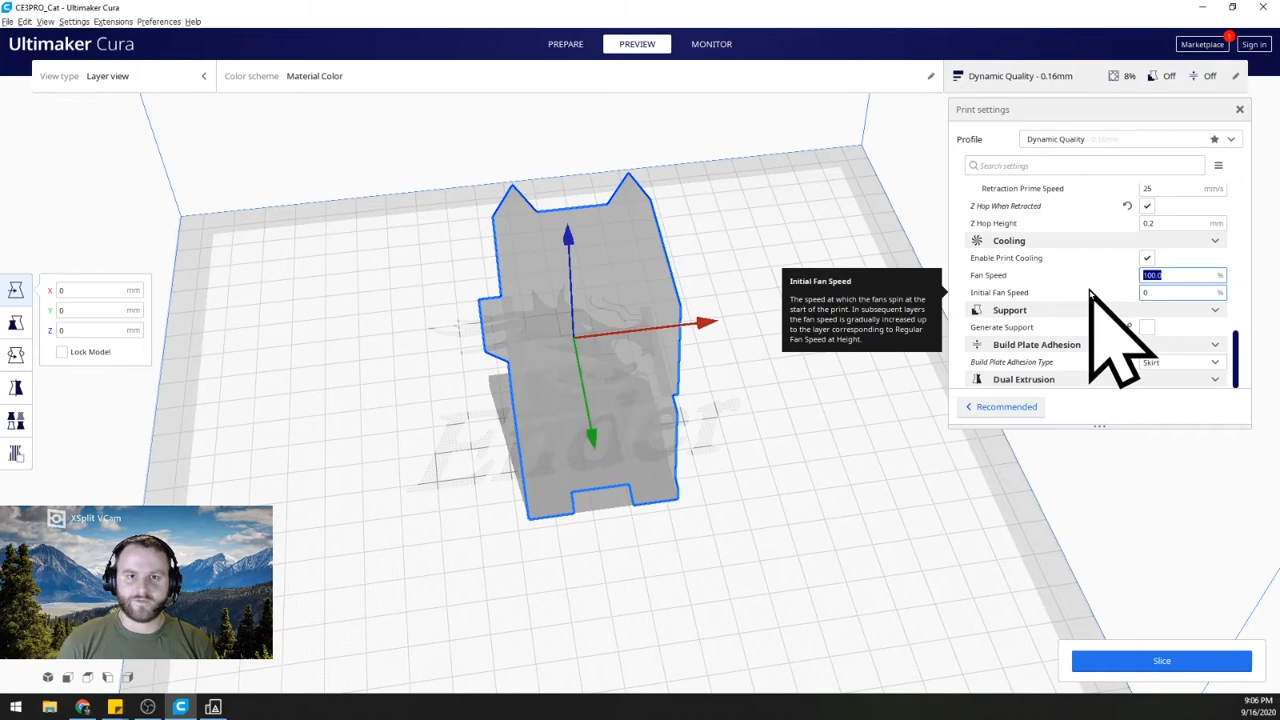 CE3PRO_Cat - Ultimaker Cura
File Edit View Settings Extensions Preferences Help
Ultimaker Cura
PREPARE
PREVIEW
MONITOR
Marketplace
1
Sign in
View type
Layer view
Color scheme
Material Color
Dynamic Quality - 0.16mm
8%
Off
Off
Print settings
Profile
Dynamic Quality 0.16mm
Search settings
Retraction Prime Speed 25 mm/s
Z Hop When Retracted
Z Hop Height 0.2 mm
Cooling
Enable Print Cooling
Fan Speed 100.0 %
Initial Fan Speed 0 %
Support
Generate Support
Build Plate Adhesion
Build Plate Adhesion Type Skirt
Dual Extrusion
Recommended
Initial Fan Speed
The speed at which the fans spin at the
start of the print. In subsequent layers
the fan speed is gradually increased up
to the layer corresponding to Regular
Fan Speed at Height.
X 0 mm
Y 0 mm
Z 0 mm
Lock Model
Ender
XSplit VCam
Slice
9:06 PM
9/16/2020